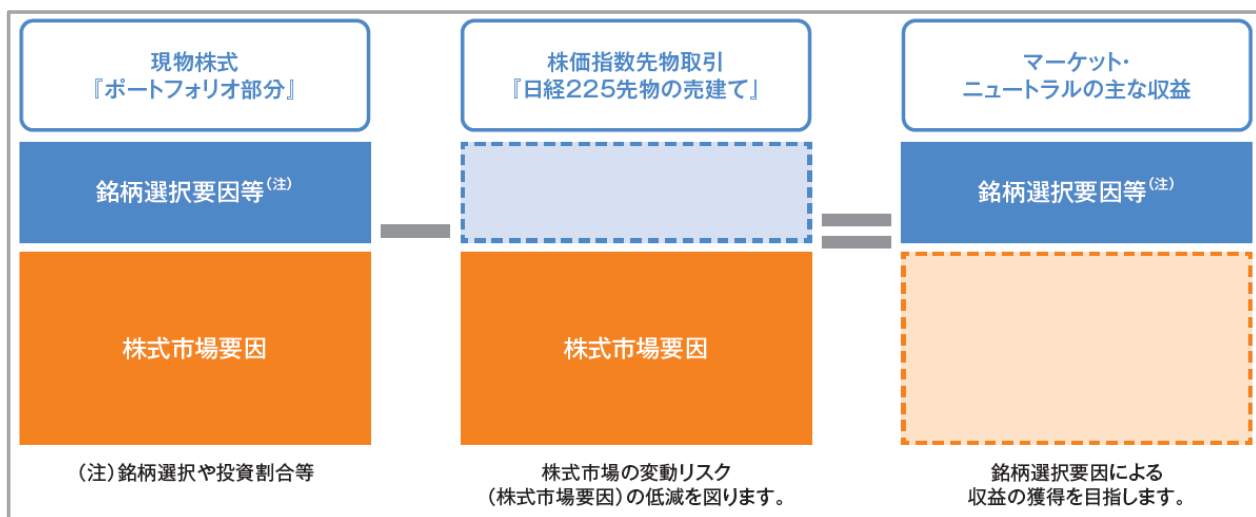 現物株式
『ポートフォリオ部分』
株価指数先物取引
『日経225先物の売建て』
マーケット・
ニュートラルの主な収益
銘柄選択要因等(注)
銘柄選択要因等(注)
株式市場要因
株式市場要因
(注)銘柄選択や投資割合等
株式市場の変動リスク
(株式市場要因)の低減を図ります。
銘柄選択要因による
収益の獲得を目指します。